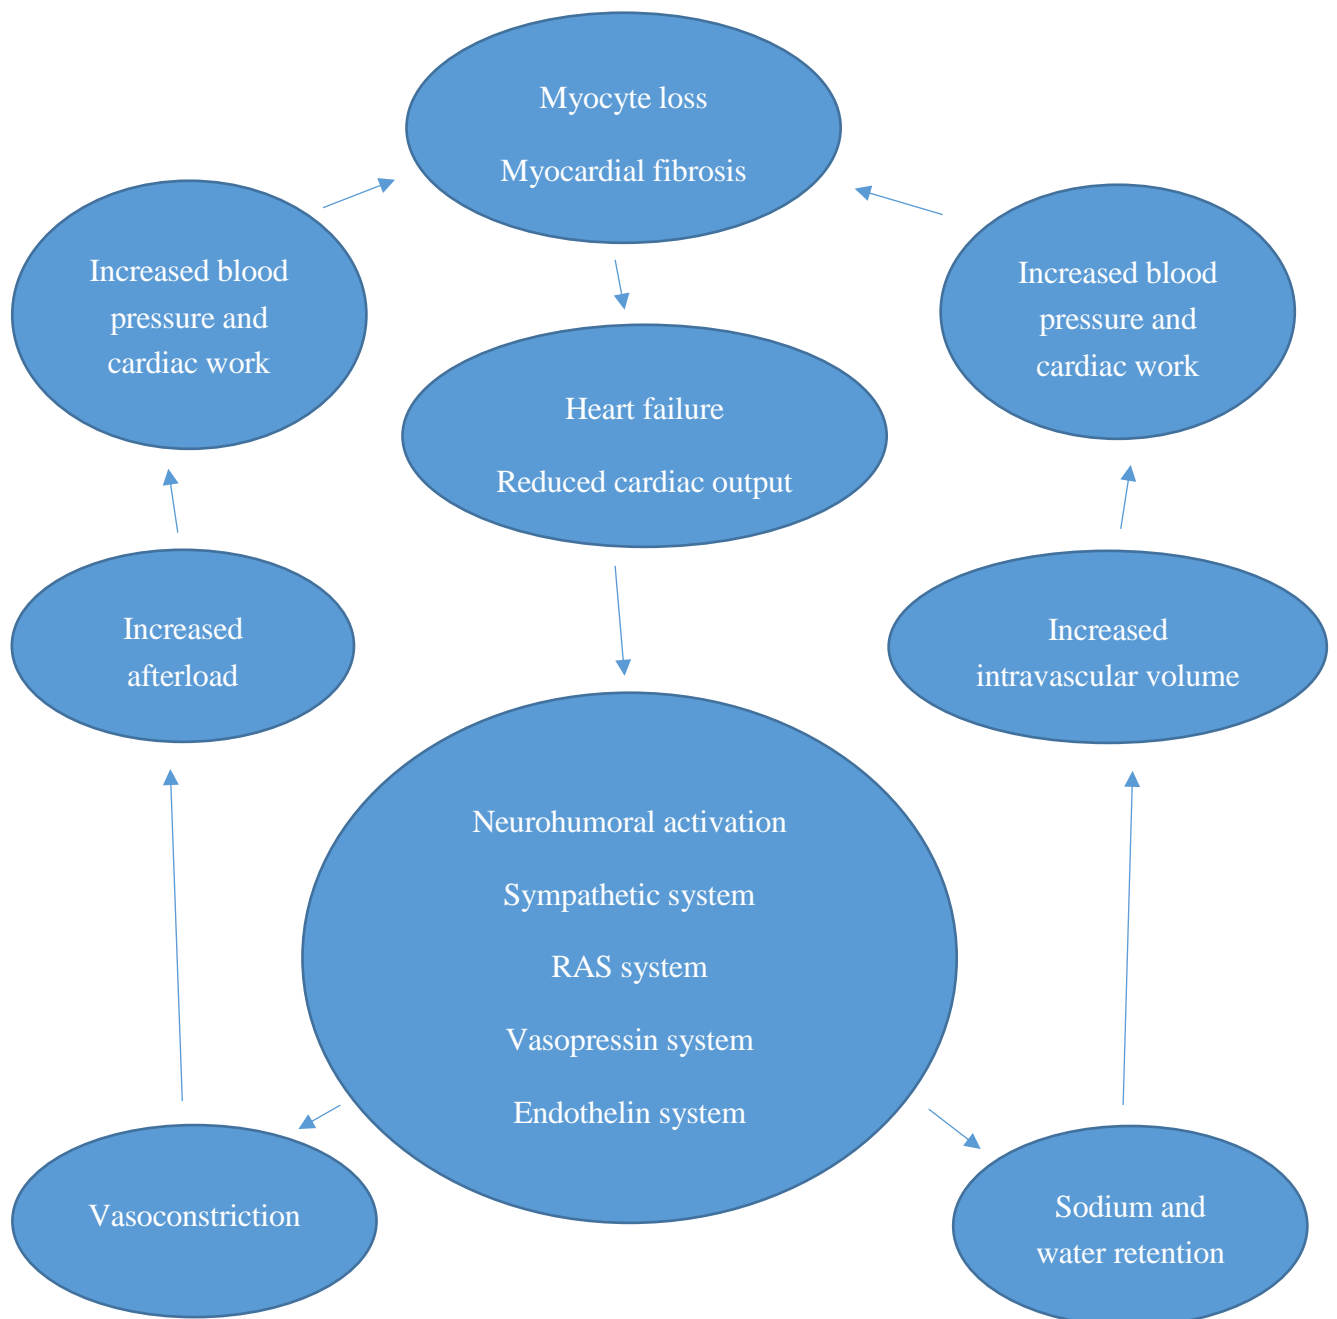 Myocyte loss
Myocardial fibrosis
Increased blood
pressure and
cardiac work
Increased blood
pressure and
cardiac work
Heart failure
Reduced cardiac output
Increased
afterload
Increased
intravascular volume
Neurohumoral activation
Sympathetic system
RAS system
Vasopressin system
Endothelin system
Vasoconstriction
Sodium and
water retention